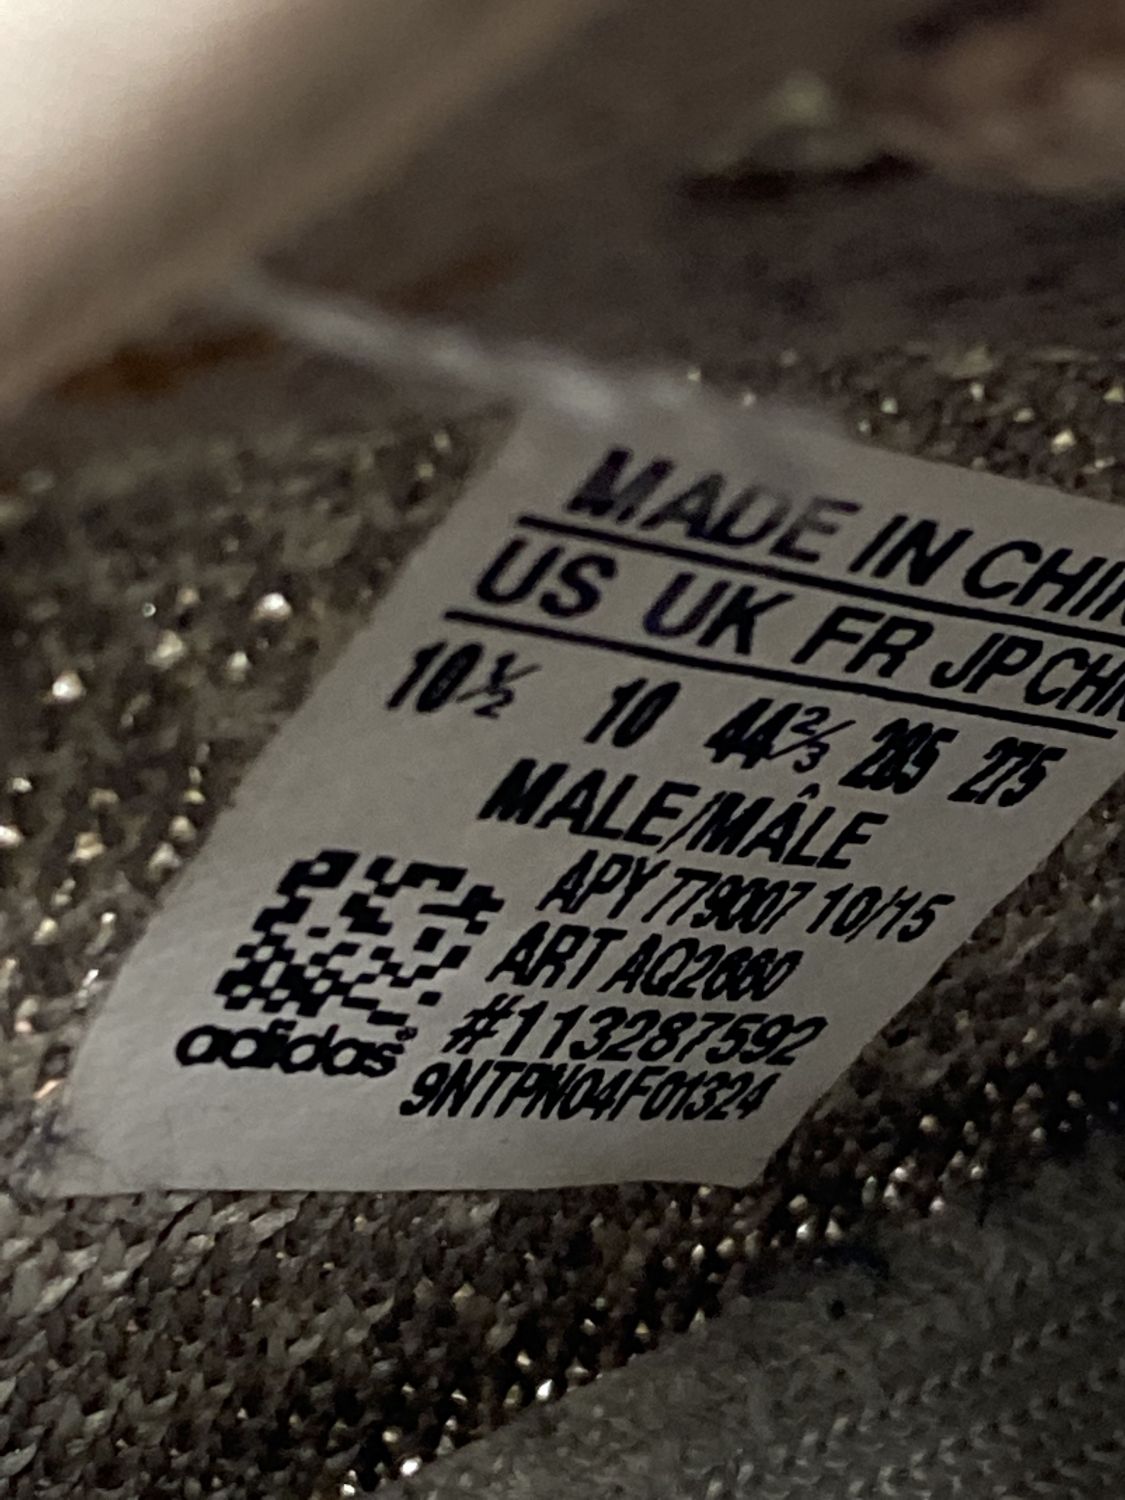 MADE IN CHIN
US UK FR JP CHN
10½ 10 44⅔ 285 275
MALE/MÂLE
APY 779007 10/15
ART AQ2660
#113287592
9NTPN04F01324
adidas®